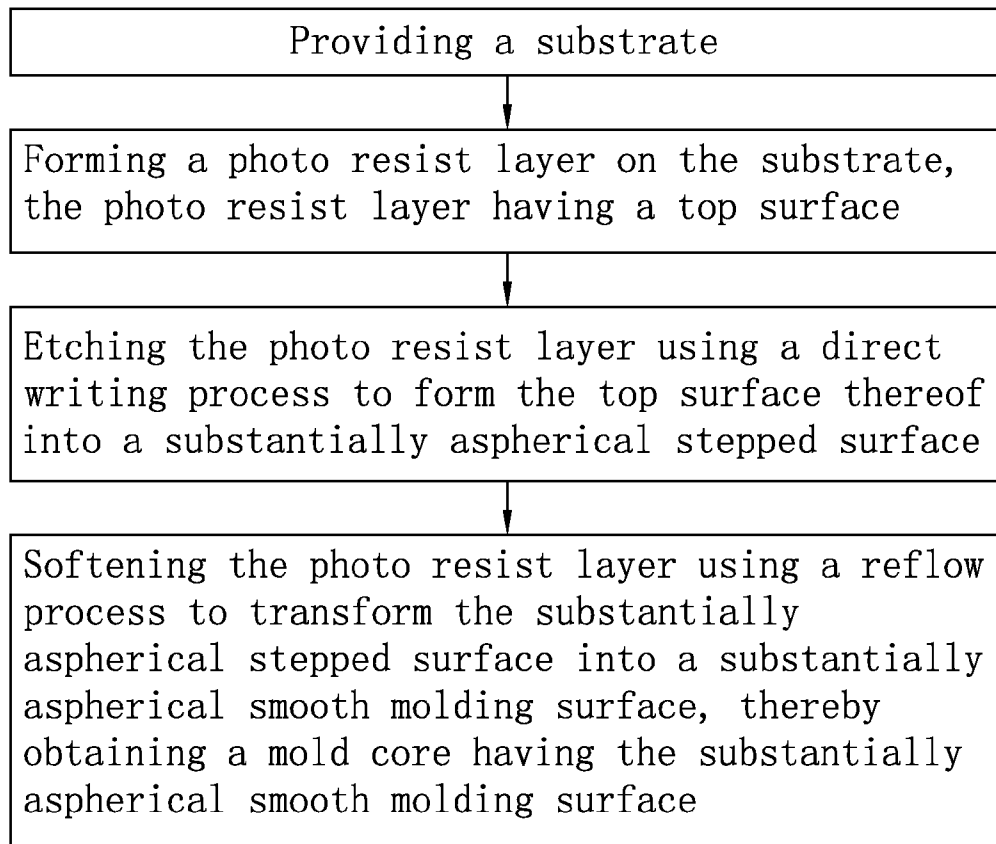 Providing a substrate
Forming a photo resist layer on the substrate,
the photo resist layer having a top surface
Etching the photo resist layer using a direct
writing process to form the top surface thereof
into a substantially aspherical stepped surface
Softening the photo resist layer using a reflow
process to transform the substantially
aspherical stepped surface into a substantially
aspherical smooth molding surface, thereby
obtaining a mold core having the substantially
aspherical smooth molding surface